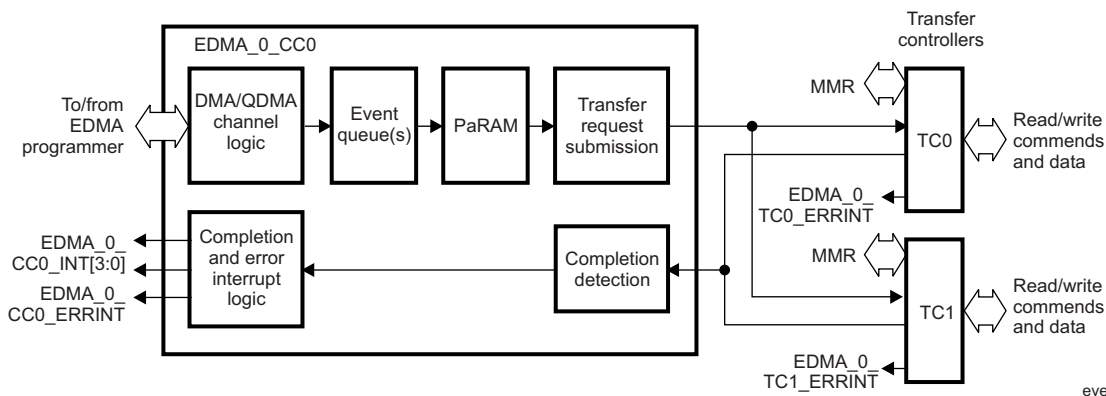 Transfer
controllers
EDMA_0_CC0
MMR
To/from
EDMA
programmer
DMA/QDMA
channel
logic
Event
queue(s)
PaRAM
Transfer
request
submission
TC0
Read/write
commends
and data
EDMA_0_
TC0_ERRINT
EDMA_0_
CC0_INT[3:0]
EDMA_0_
CC0_ERRINT
Completion
and error
interrupt
logic
Completion
detection
MMR
TC1
Read/write
commends
and data
EDMA_0_
TC1_ERRINT
eve